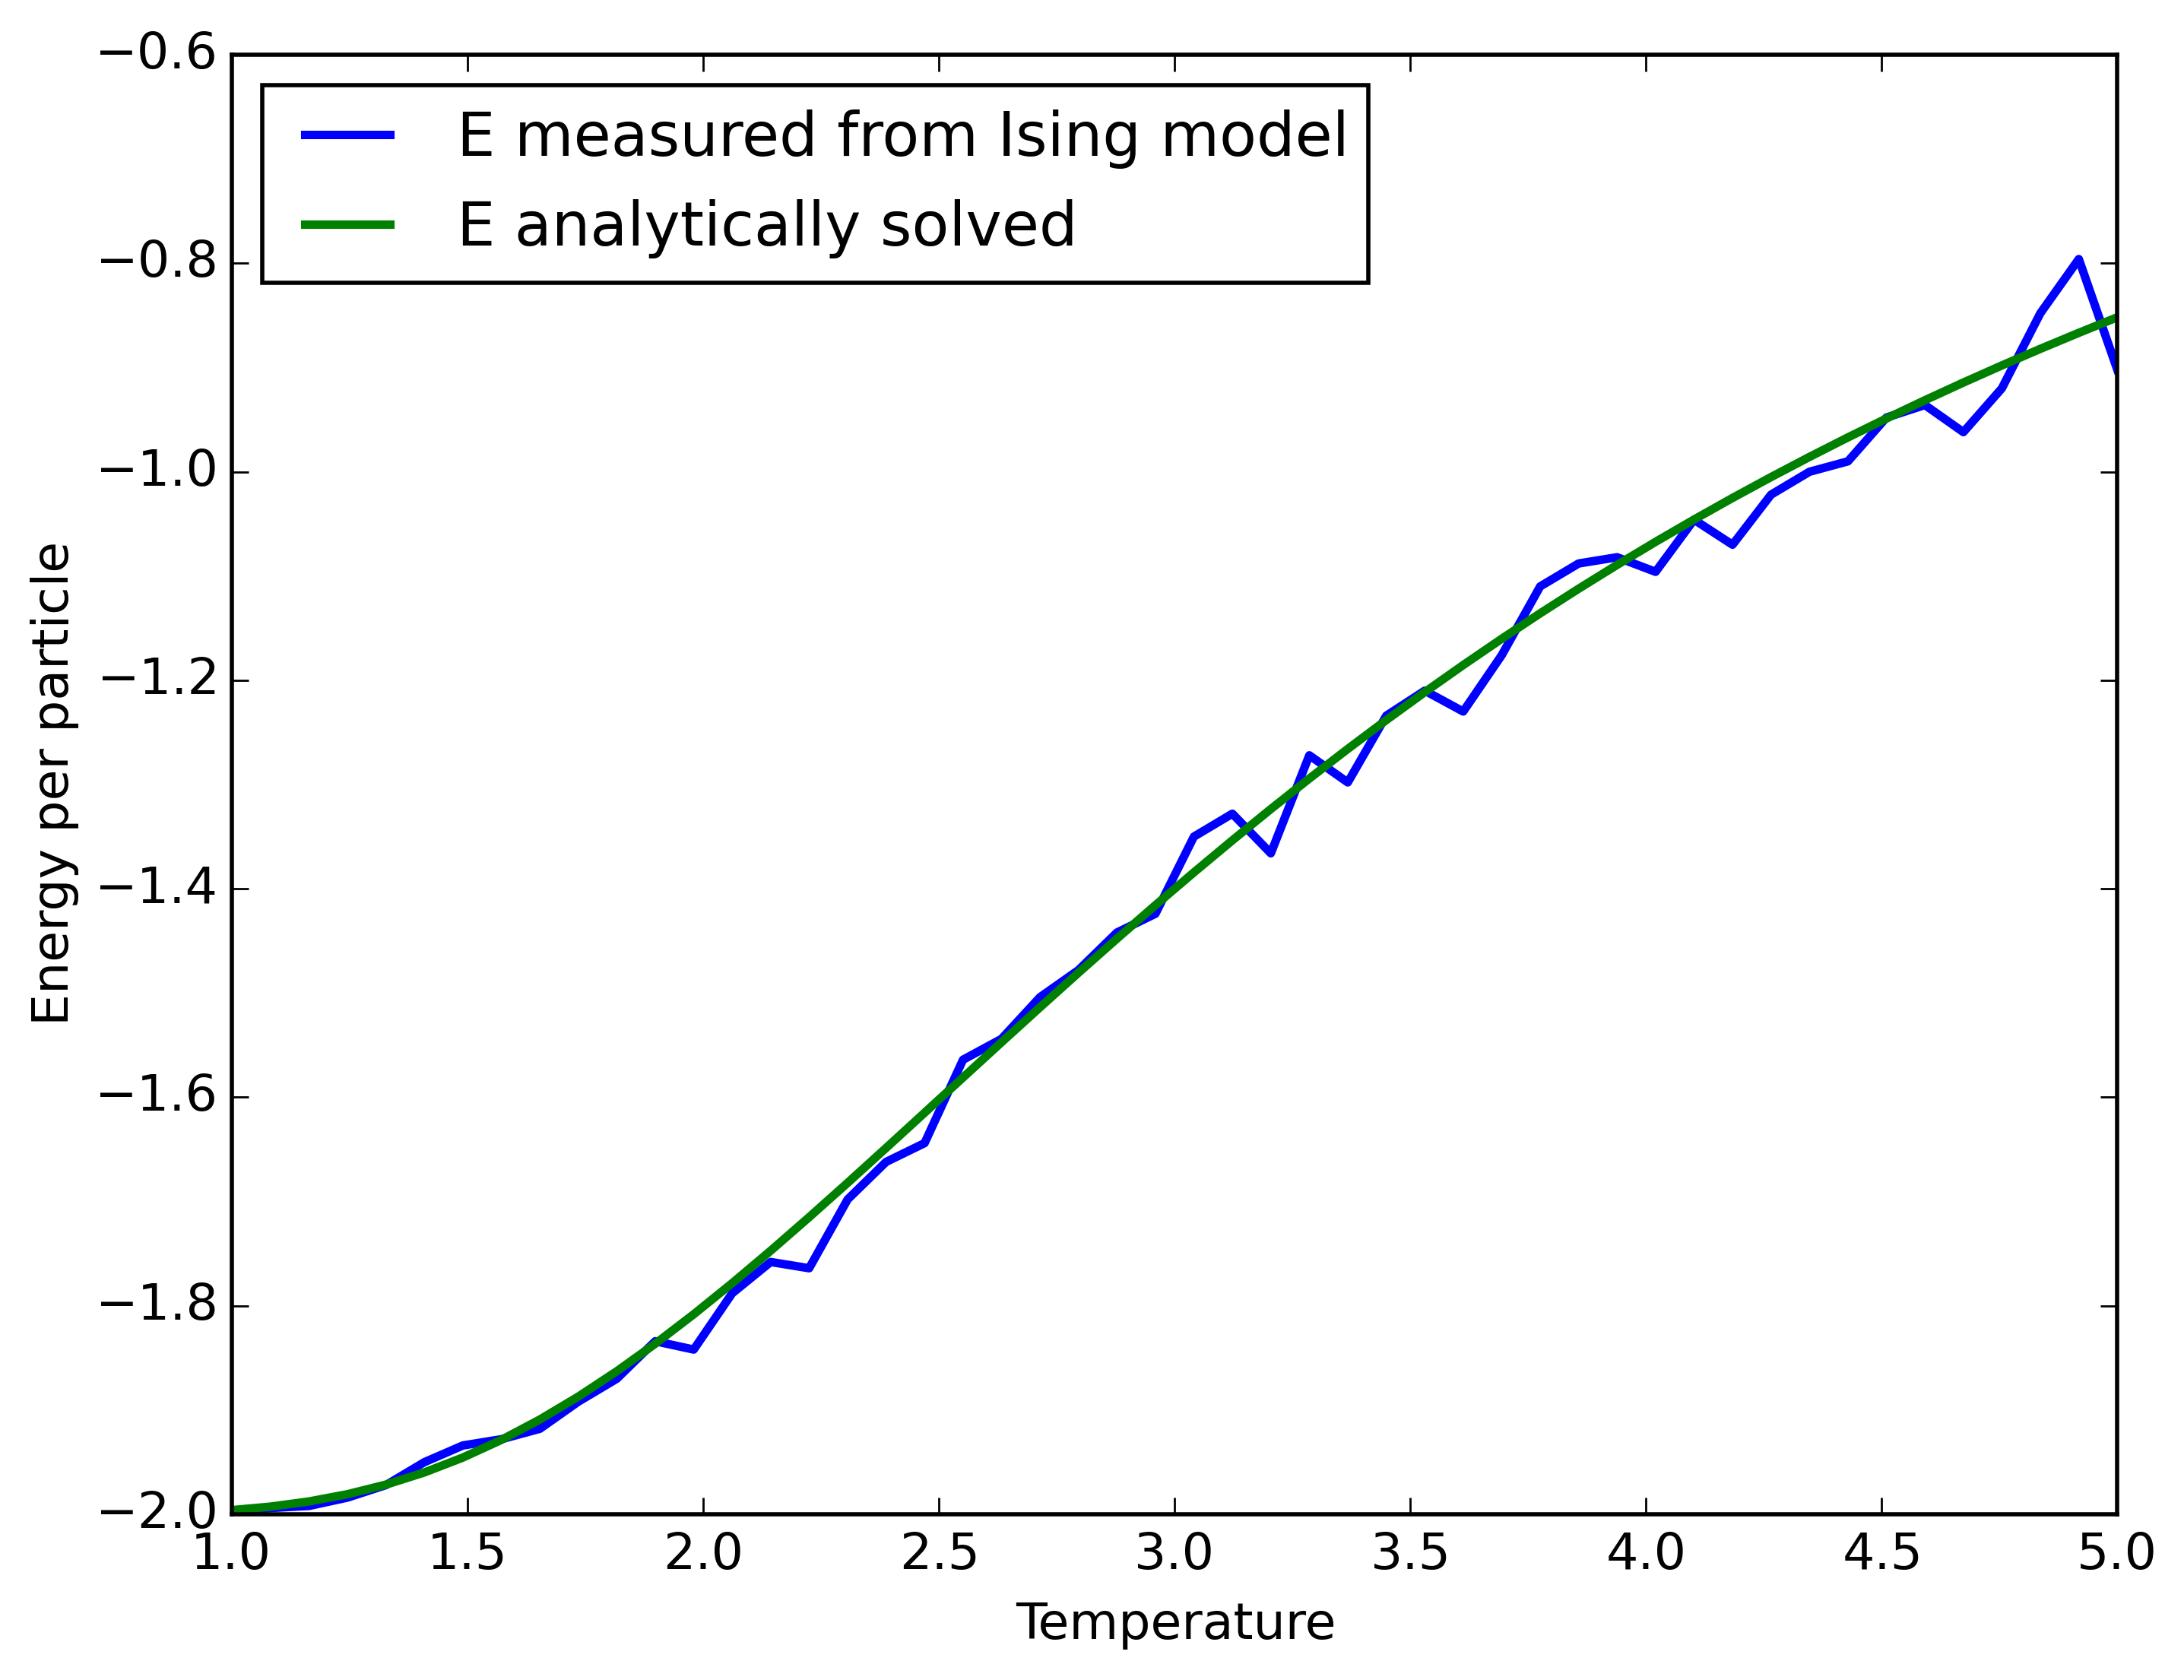 −0.6
−0.8
−1.0
−1.2
−1.4
−1.6
−1.8
−2.0
Energy per particle
E measured from Ising model
E analytically solved
1.0 1.5 2.0 2.5 3.0 3.5 4.0 4.5 5.0
Temperature